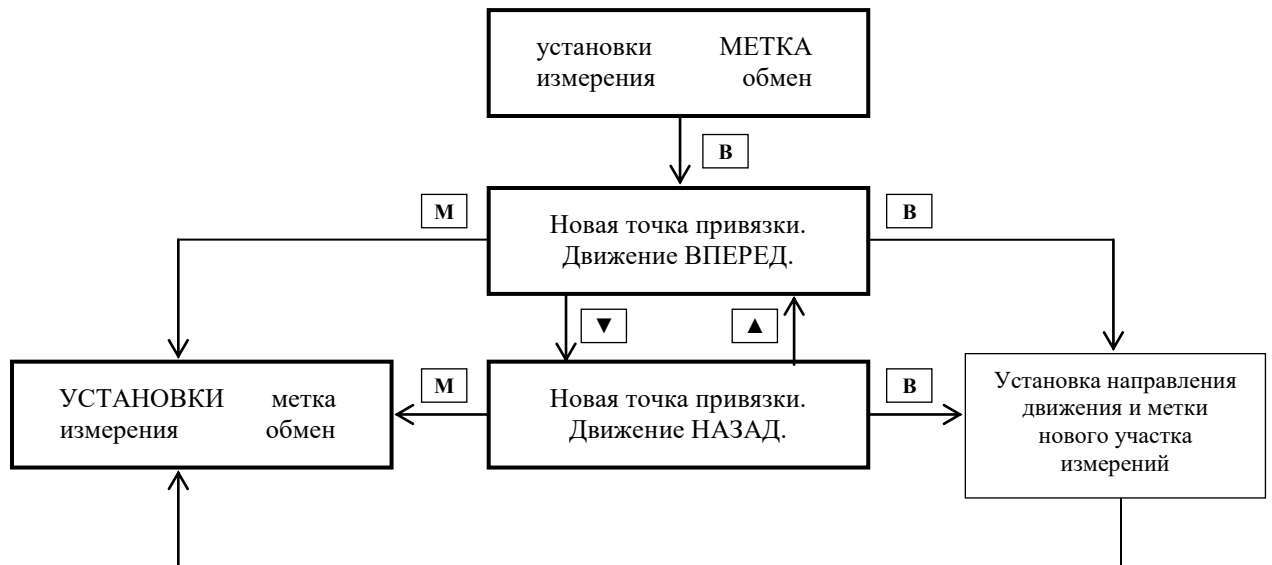 установки МЕТКА
измерения обмен
В
М
Новая точка привязки.
Движение ВПЕРЕД.
В
▼
▲
УСТАНОВКИ метка
измерения обмен
М
Новая точка привязки.
Движение НАЗАД.
В
Установка направления
движения и метки
нового участка
измерений